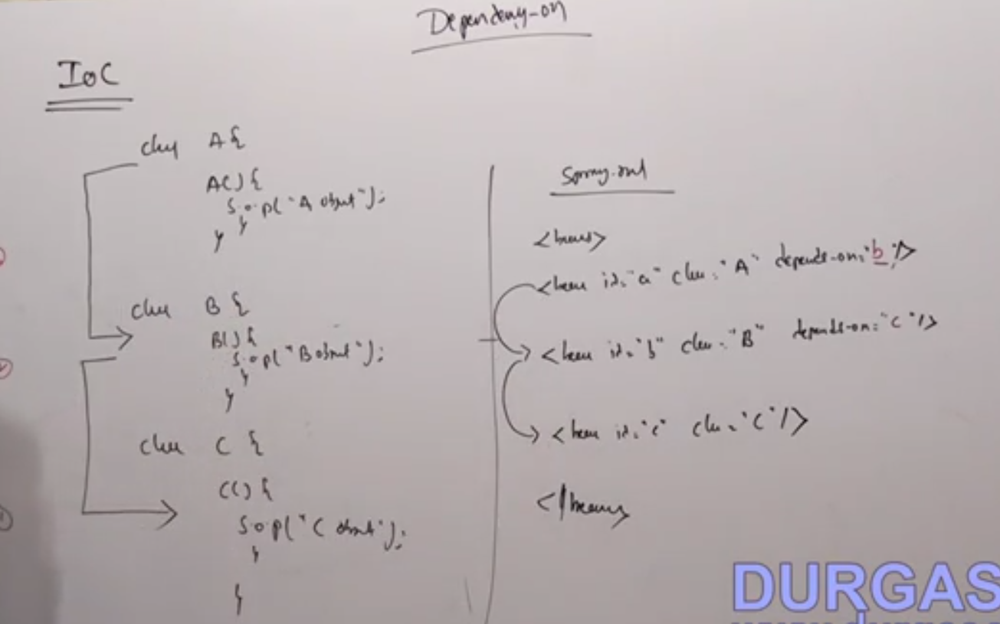 Dependency-on
IoC
class A {
A() {
S.o.p("A object");
}
}
class B {
B() {
S.o.p("B object");
}
}
class C {
C() {
S.o.p("C object");
}
}
Spring.xml
<beans>
<bean id="a" class="A" depends-on="b"/>
<bean id="b" class="B" depends-on="C"/>
<bean id="c" class="C"/>
</beans>
DURGAS